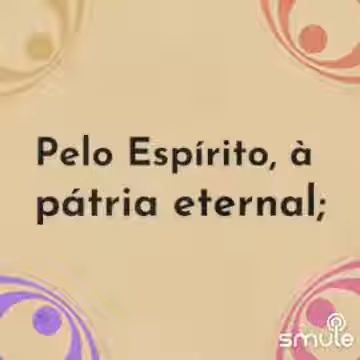 Pelo Espírito, à
pátria eternal;
smule